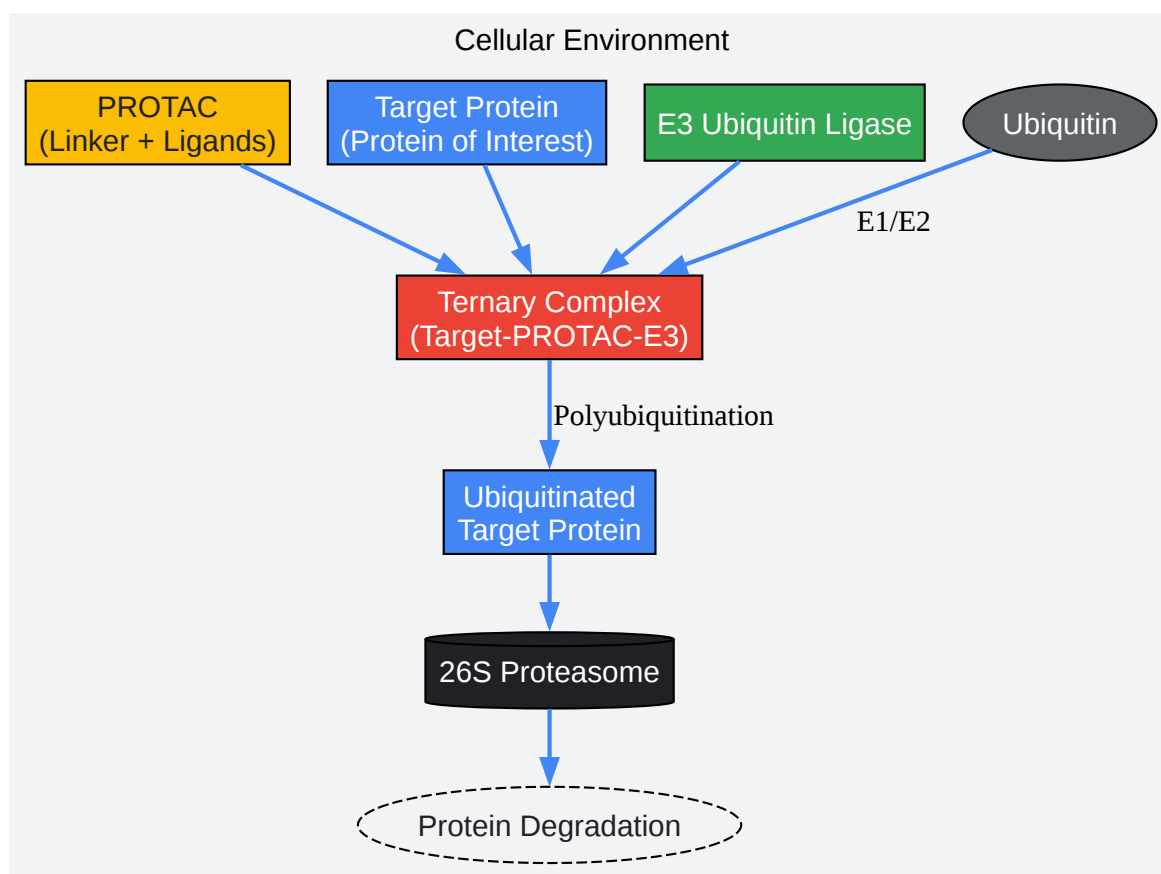 Cellular Environment
PROTAC
(Linker + Ligands)
Target Protein
(Protein of Interest)
E3 Ubiquitin Ligase
Ubiquitin
E1/E2
Ternary Complex
(Target-PROTAC-E3)
Polyubiquitination
Ubiquitinated
Target Protein
26S Proteasome
Protein Degradation